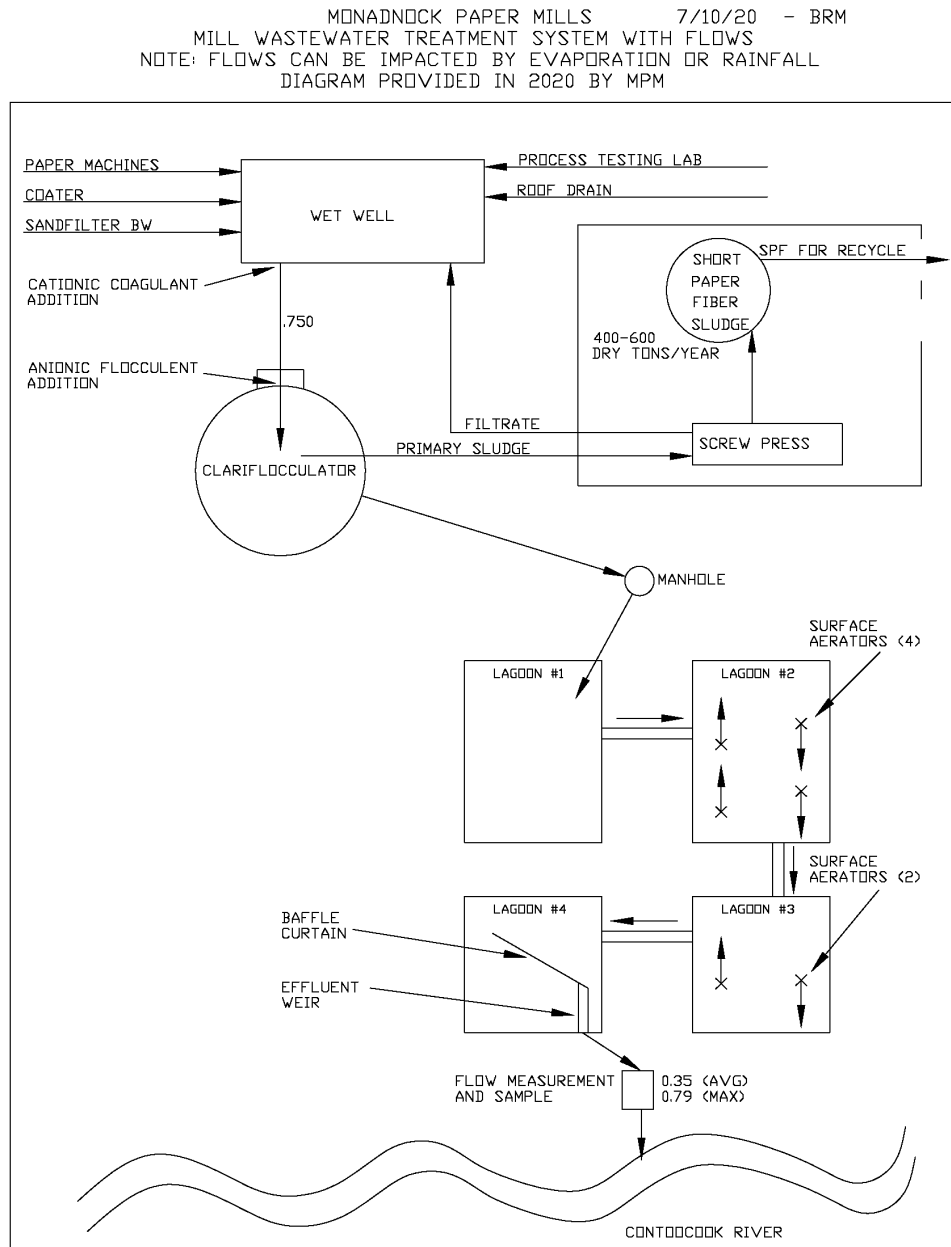 MONADNOCK PAPER MILLS 7/10/20 - BRM
MILL WASTEWATER TREATMENT SYSTEM WITH FLOWS
NOTE: FLOWS CAN BE IMPACTED BY EVAPORATION OR RAINFALL
DIAGRAM PROVIDED IN 2020 BY MPM
PAPER MACHINES
COATER
SANDFILTER BW
WET WELL
PROCESS TESTING LAB
ROOF DRAIN
CATIONIC COAGULANT
ADDITION
.750
ANIONIC FLOCCULENT
ADDITION
SHORT
PAPER
FIBER
SLUDGE
SPF FOR RECYCLE
400-600
DRY TONS/YEAR
FILTRATE
PRIMARY SLUDGE
SCREW PRESS
CLARIFLOCCULATOR
MANHOLE
SURFACE
AERATORS (4)
LAGOON #1
LAGOON #2
SURFACE
AERATORS (2)
LAGOON #4
LAGOON #3
BAFFLE
CURTAIN
EFFLUENT
WEIR
FLOW MEASUREMENT
AND SAMPLE
0.35 (AVG)
0.79 (MAX)
CONTOOCOOK RIVER